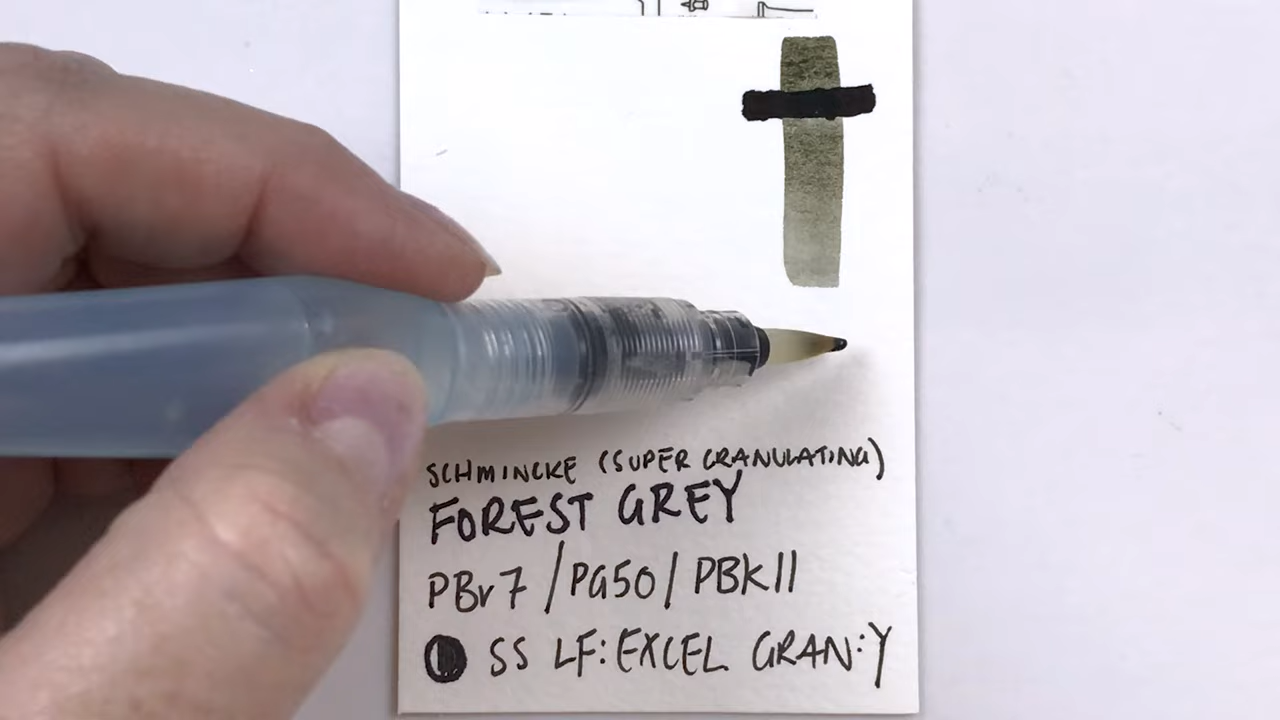 SCHMINCKE (SUPER GRANULATING)
FOREST GREY
PBr7 / PG50 / PBK11
SS LF: EXCEL GRAN: Y